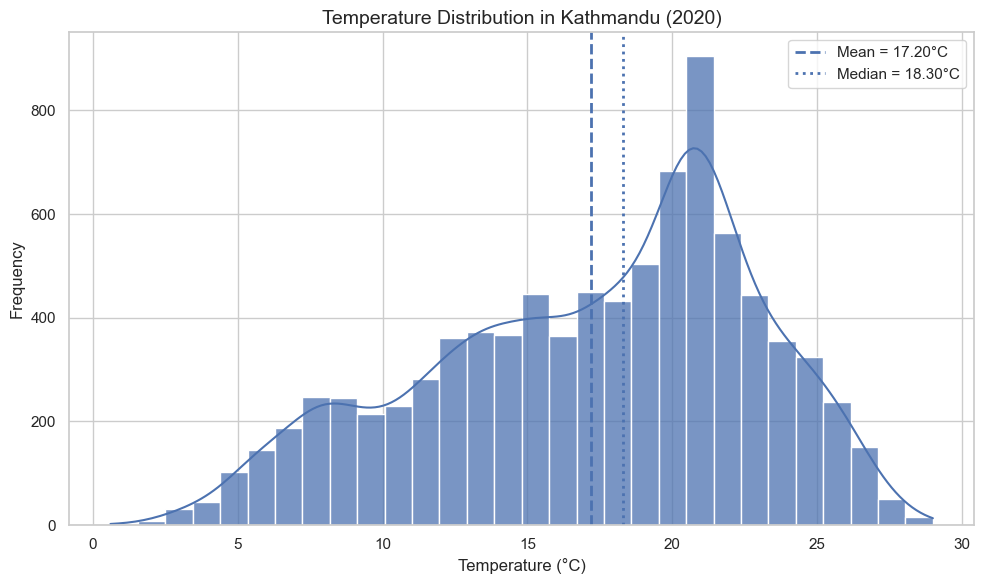 Temperature Distribution in Kathmandu (2020)
Mean = 17.20°C
Median = 18.30°C
800
600
400
200
0
Frequency
0 5 10 15 20 25 30
Temperature (°C)